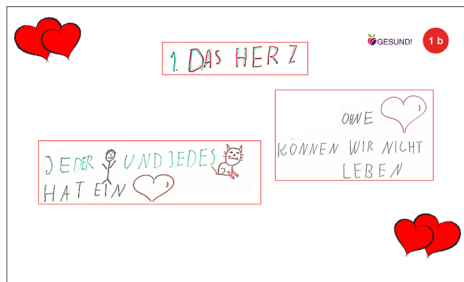 1. DAS HERZ
GESUND!
1 b
OHNE
KÖNNEN WIR NICHT
LEBEN
JEDER UND JEDES
HAT EIN